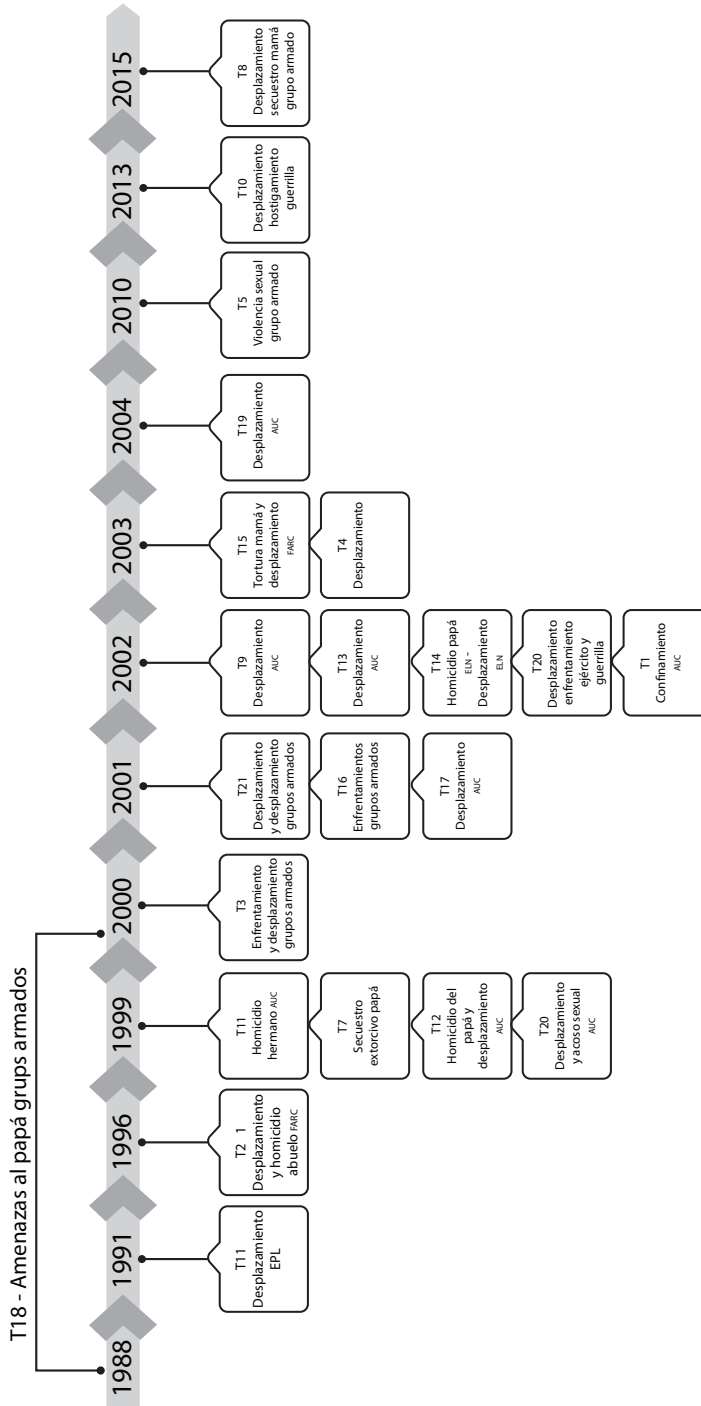 T18 - Amenazas al papá grups armados
1988
1991
1996
1999
2000
2001
2002
2003
2004
2010
2013
2015
T11
Desplazamiento
EPL
T2 1
Desplazamiento
y homicidio
abuelo FARC
T11
Homicidio
hermano AUC
T7
Secuestro
extorcivo papá
T12
Homicidio del
papá y
desplazamiento
AUC
T20
Desplazamiento
y acoso sexual
AUC
T3
Enfrentamiento
y desplazamiento
grupos armados
T21
Desplazamiento
y desplazamiento
grupos armados
T16
Enfrentamientos
grupos armados
T17
Desplazamiento
AUC
T9
Desplazamiento
AUC
T13
Desplazamiento
AUC
T14
Homicidio papá
ELN -
Desplazamiento
ELN
T20
Desplazamiento
enfrentamiento
ejército y
guerrilla
T1
Confinamiento
AUC
T15
Tortura mamá y
desplazamiento
FARC
T4
Desplazamiento
T19
Desplazamiento
AUC
T5
Violencia sexual
grupo armado
T10
Desplazamiento
hostigamiento
guerrilla
T8
Desplazamiento
secuestro mamá
grupo armado